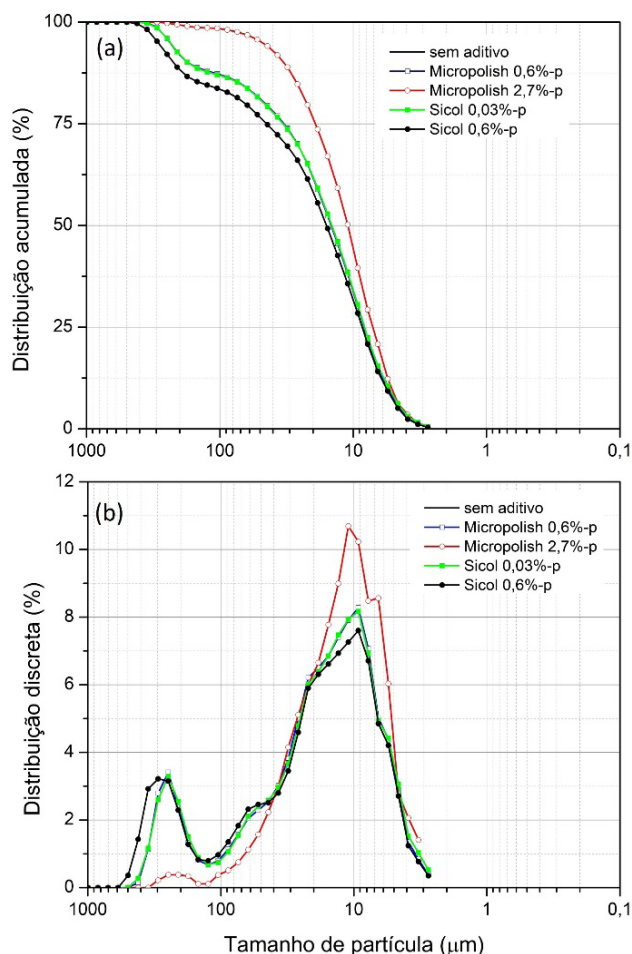 (a)
Distribuição acumulada (%)
100
75
50
25
0
sem aditivo
Micropolish 0,6%-p
Micropolish 2,7%-p
Sicol 0,03%-p
Sicol 0,6%-p
1000
100
10
1
0,1
(b)
Distribuição discreta (%)
12
10
8
6
4
2
0
sem aditivo
Micropolish 0,6%-p
Micropolish 2,7%-p
Sicol 0,03%-p
Sicol 0,6%-p
1000
100
10
1
0,1
Tamanho de partícula (μm)